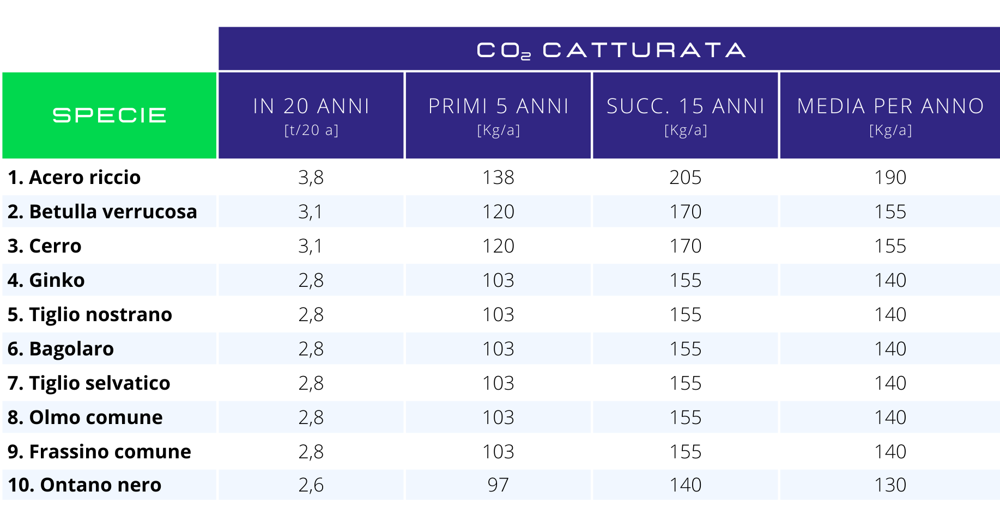 CO₂ CATTURATA
SPECIE
IN 20 ANNI
[t/20 a]
PRIMI 5 ANNI
[Kg/a]
SUCC. 15 ANNI
[Kg/a]
MEDIA PER ANNO
[Kg/a]
1. Acero riccio 3,8 138 205 190
2. Betulla verrucosa 3,1 120 170 155
3. Cerro 3,1 120 170 155
4. Ginko 2,8 103 155 140
5. Tiglio nostrano 2,8 103 155 140
6. Bagolaro 2,8 103 155 140
7. Tiglio selvatico 2,8 103 155 140
8. Olmo comune 2,8 103 155 140
9. Frassino comune 2,8 103 155 140
10. Ontano nero 2,6 97 140 130